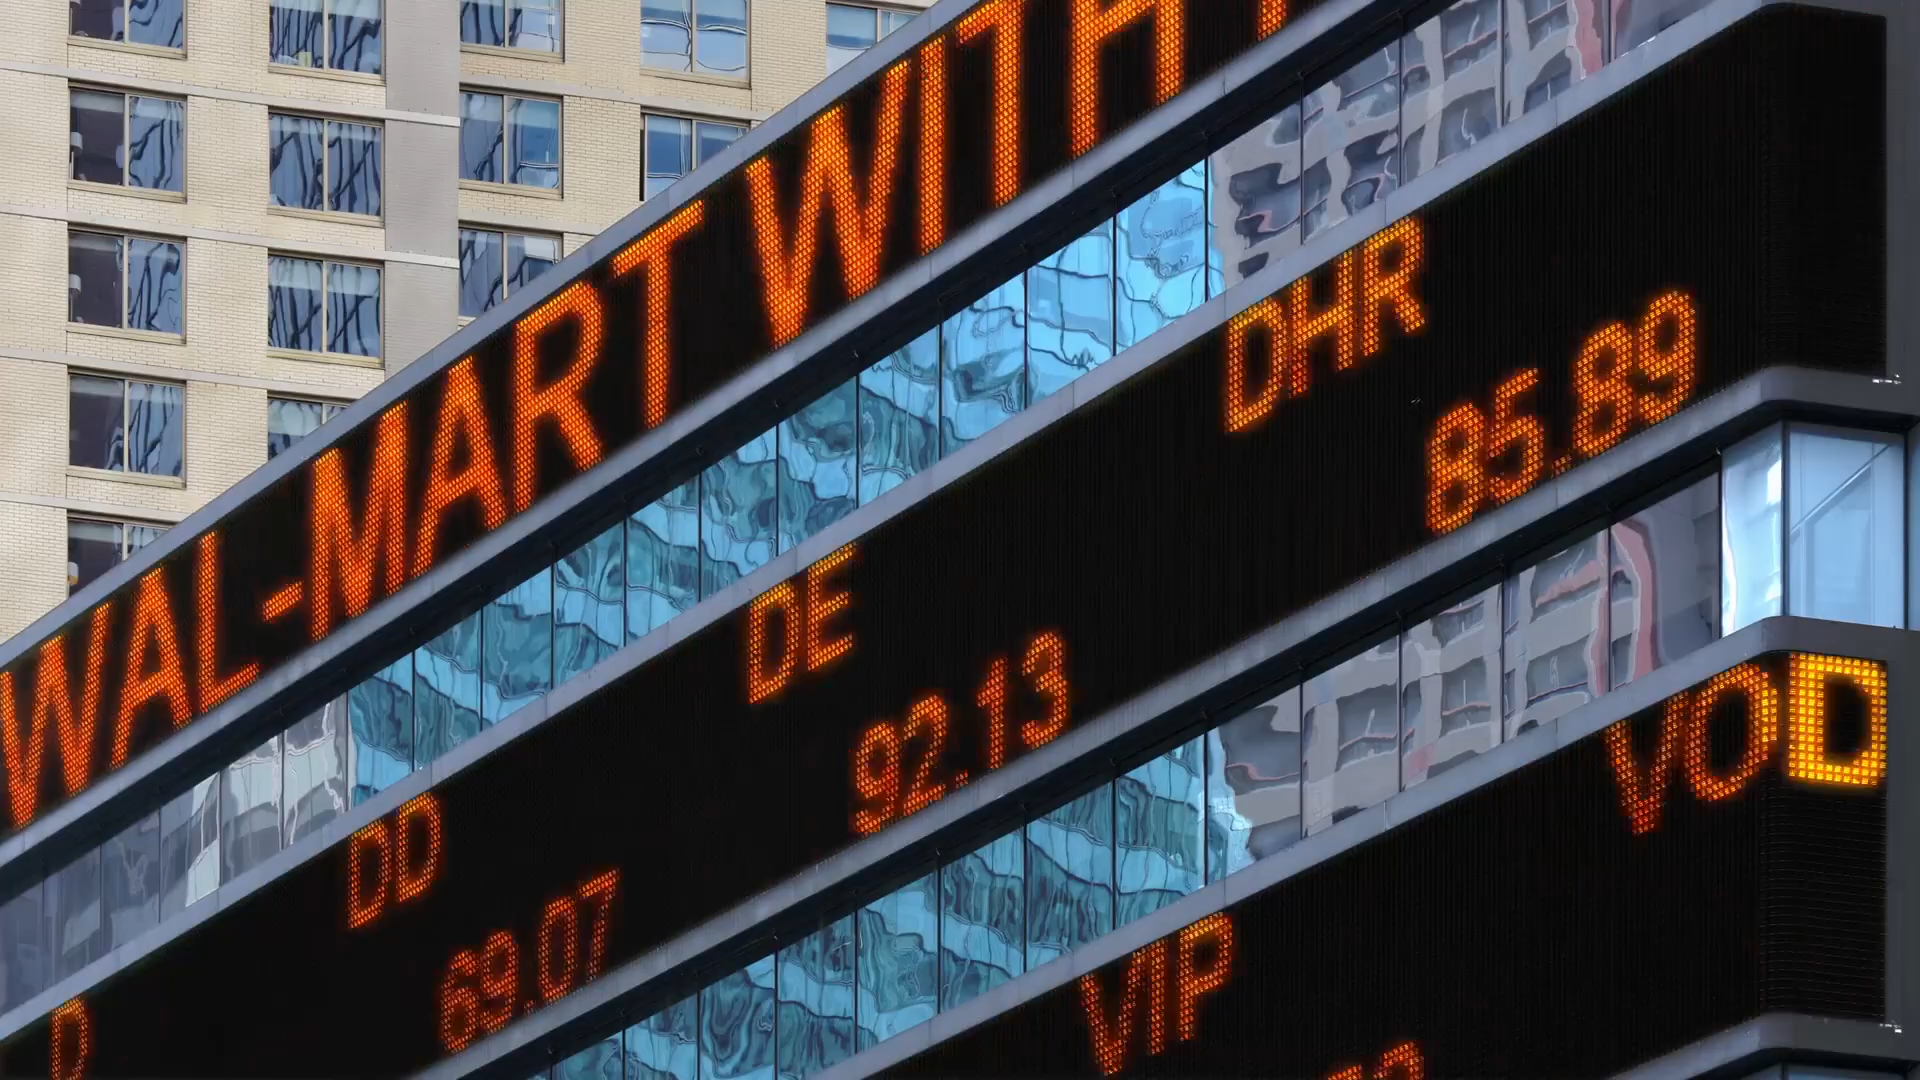 WAL-MART WITH
DHR
85.89
DE
92.13
DD
69.07
D
VOD
VIP